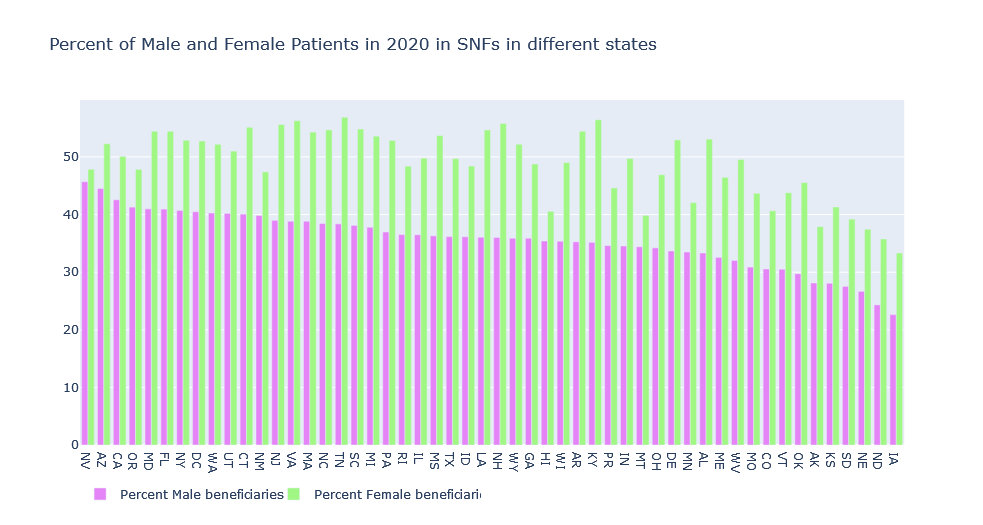 Percent of Male and Female Patients in 2020 in SNFs in different states
50
40
30
20
10
0
NV AZ CA OR MD FL NY DC WA UT CT NM NJ VA MA NC TN SC MI PA RI IL MS TX ID LA NH WY GA HI WI AR KY PR IN MT OH DE MN AL ME WV MO CO VT OK AK KS SD NE ND IA
Percent Male beneficiaries Percent Female beneficiari